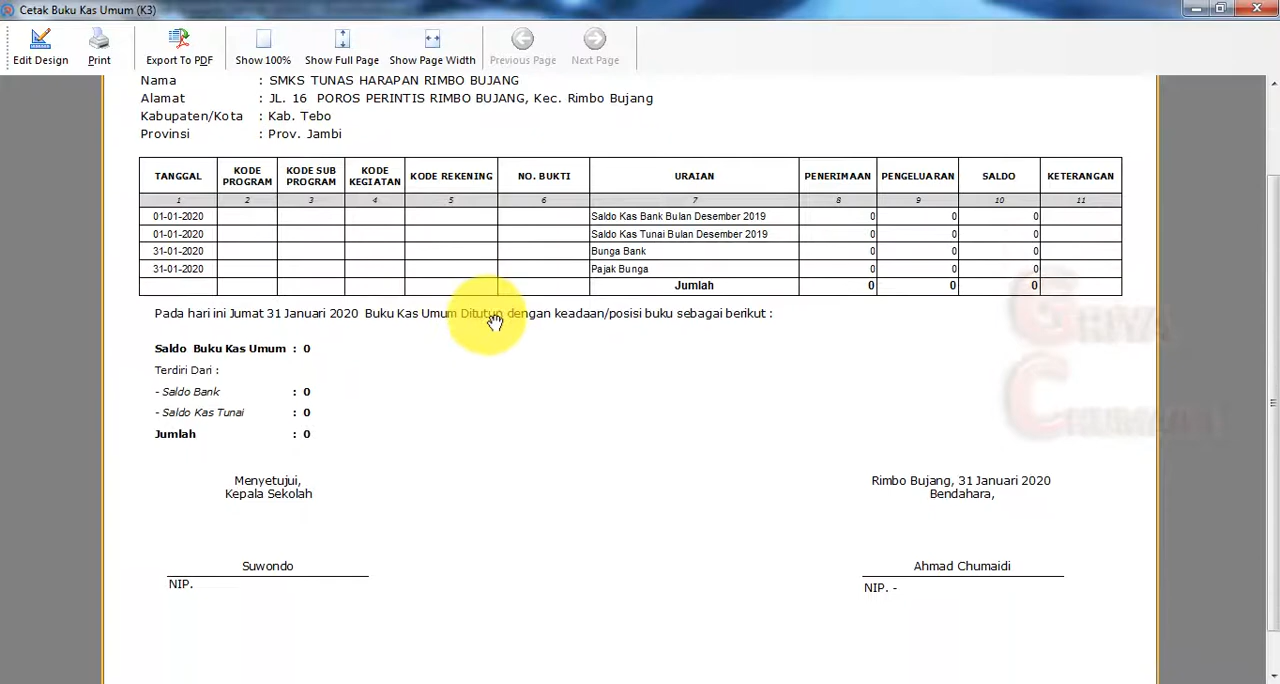 Cetak Buku Kas Umum (K3)
Edit Design Print Export To PDF Show 100% Show Full Page Show Page Width Previous Page Next Page
Nama : SMKS TUNAS HARAPAN RIMBO BUJANG
Alamat : JL. 16 POROS PERINTIS RIMBO BUJANG, Kec. Rimbo Bujang
Kabupaten/Kota : Kab. Tebo
Provinsi : Prov. Jambi
TANGGAL KODE PROGRAM KODE SUB PROGRAM KODE KEGIATAN KODE REKENING NO. BUKTI URAIAN PENERIMAAN PENGELUARAN SALDO KETERANGAN
1 2 3 4 5 6 7 8 9 10 11
01-01-2020 Saldo Kas Bank Bulan Desember 2019 0 0 0
01-01-2020 Saldo Kas Tunai Bulan Desember 2019 0 0 0
31-01-2020 Bunga Bank 0 0 0
31-01-2020 Pajak Bunga 0 0 0
Jumlah 0 0 0
Pada hari ini Jumat 31 Januari 2020 Buku Kas Umum Ditutup dengan keadaan/posisi buku sebagai berikut :
Saldo Buku Kas Umum : 0
Terdiri Dari :
- Saldo Bank : 0
- Saldo Kas Tunai : 0
Jumlah : 0
Menyetujui,
Kepala Sekolah
Rimbo Bujang, 31 Januari 2020
Bendahara,
Suwondo
NIP.
Ahmad Chumaidi
NIP. -
GRIYA
CHUMAIDI